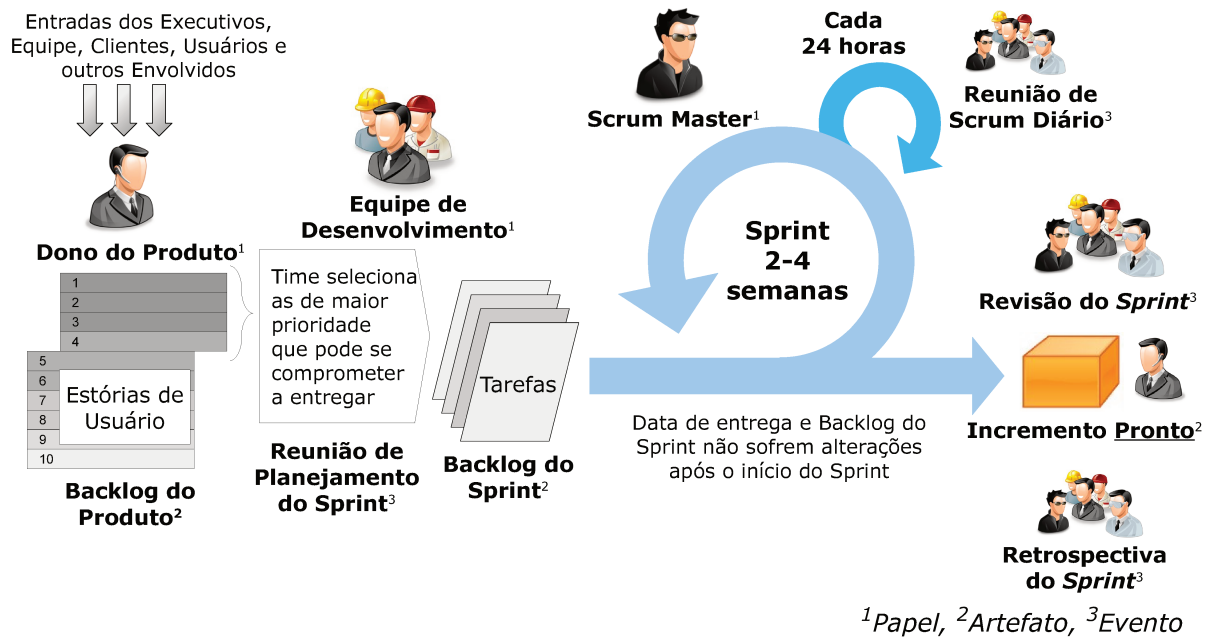 Entradas dos Executivos,
Equipe, Clientes, Usuários e
outros Envolvidos
Dono do Produto¹
1
2
3
4
5
6
7
8
9
10
Estórias de
Usuário
Backlog do
Produto²
Equipe de
Desenvolvimento¹
Time seleciona
as de maior
prioridade
que pode se
comprometer
a entregar
Reunião de
Planejamento
do Sprint³
Tarefas
Backlog do
Sprint²
Scrum Master¹
Cada
24 horas
Reunião de
Scrum Diário³
Sprint
2-4
semanas
Data de entrega e Backlog do
Sprint não sofrem alterações
após o início do Sprint
Revisão do Sprint³
Incremento Pronto²
Retrospectiva
do Sprint³
¹Papel, ²Artefato, ³Evento